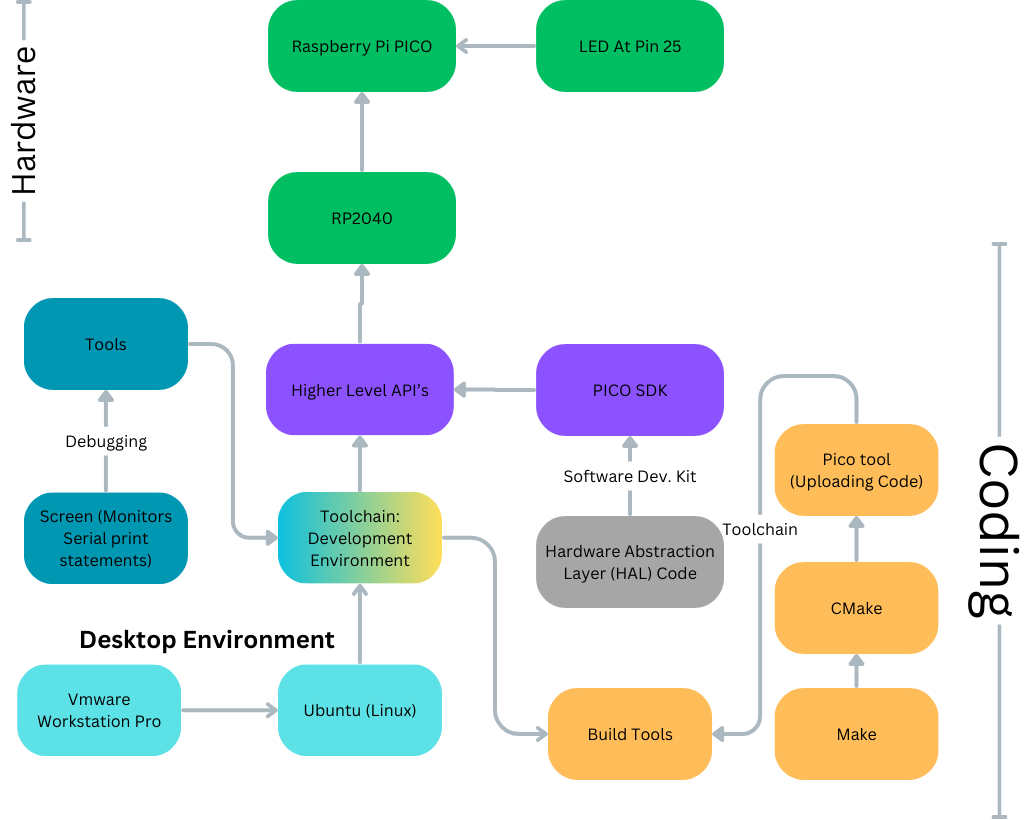 Hardware
Raspberry Pi PICO
LED At Pin 25
RP2040
Tools
Higher Level API's
PICO SDK
Debugging
Software Dev. Kit
Pico tool
(Uploading Code)
Screen (Monitors
Serial print
statements)
Toolchain:
Development
Environment
Hardware Abstraction
Layer (HAL) Code
Toolchain
Coding
CMake
Desktop Environment
Vmware
Workstation Pro
Ubuntu (Linux)
Build Tools
Make